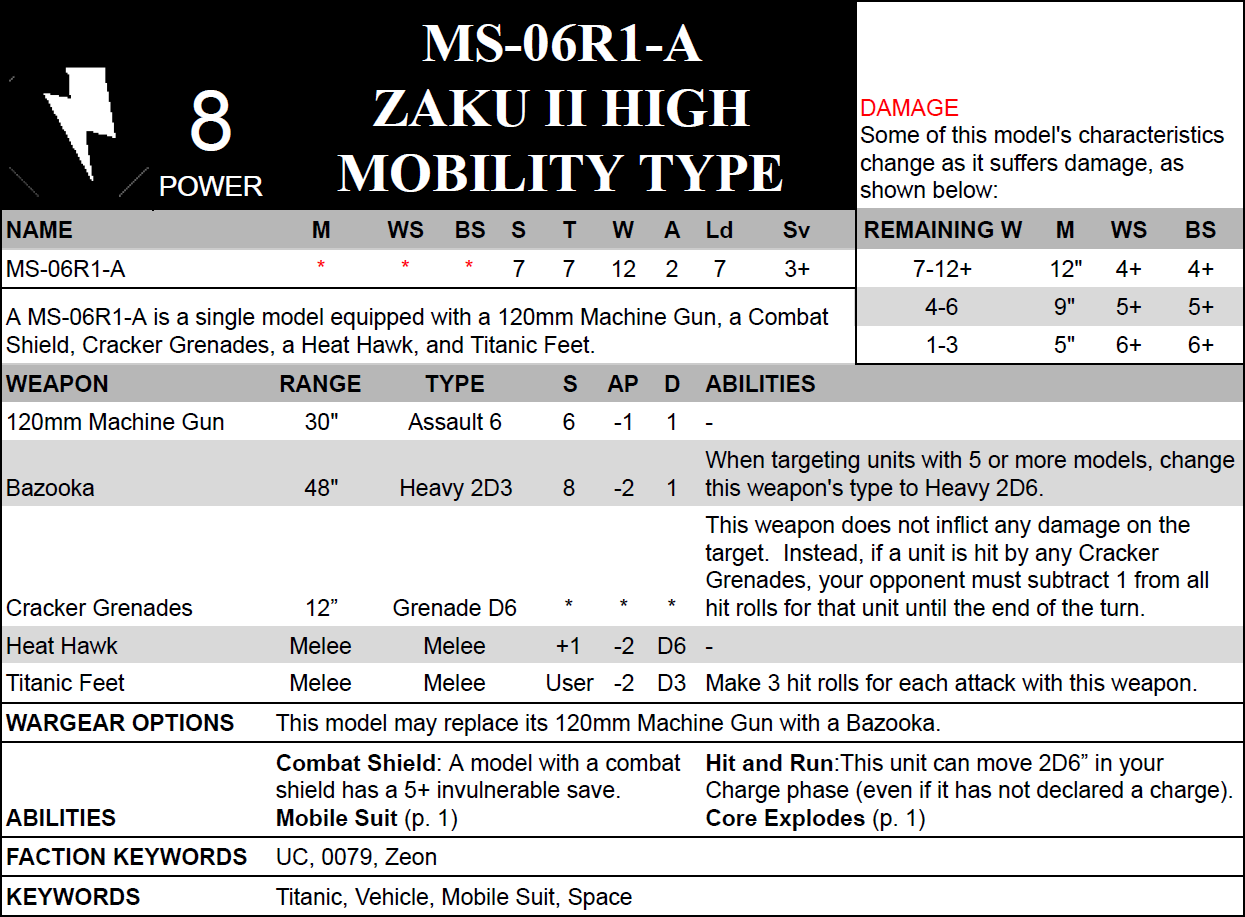 MS-06R1-A
ZAKU II HIGH
MOBILITY TYPE
8
POWER
DAMAGE
Some of this model's characteristics
change as it suffers damage, as
shown below:
NAME M WS BS S T W A Ld Sv
MS-06R1-A * * * 7 7 12 2 7 3+
REMAINING W M WS BS
7-12+ 12" 4+ 4+
4-6 9" 5+ 5+
1-3 5" 6+ 6+
A MS-06R1-A is a single model equipped with a 120mm Machine Gun, a Combat
Shield, Cracker Grenades, a Heat Hawk, and Titanic Feet.
WEAPON RANGE TYPE S AP D ABILITIES
120mm Machine Gun 30" Assault 6 6 -1 1 -
When targeting units with 5 or more models, change
Bazooka 48" Heavy 2D3 8 -2 1 this weapon's type to Heavy 2D6.
This weapon does not inflict any damage on the
target.  Instead, if a unit is hit by any Cracker
Grenades, your opponent must subtract 1 from all
Cracker Grenades 12” Grenade D6 * * * hit rolls for that unit until the end of the turn.
Heat Hawk Melee Melee +1 -2 D6 -
Titanic Feet Melee Melee User -2 D3 Make 3 hit rolls for each attack with this weapon.
WARGEAR OPTIONS This model may replace its 120mm Machine Gun with a Bazooka.
ABILITIES
Combat Shield: A model with a combat
shield has a 5+ invulnerable save.
Mobile Suit (p. 1)
Hit and Run:This unit can move 2D6” in your
Charge phase (even if it has not declared a charge).
Core Explodes (p. 1)
FACTION KEYWORDS UC, 0079, Zeon
KEYWORDS Titanic, Vehicle, Mobile Suit, Space